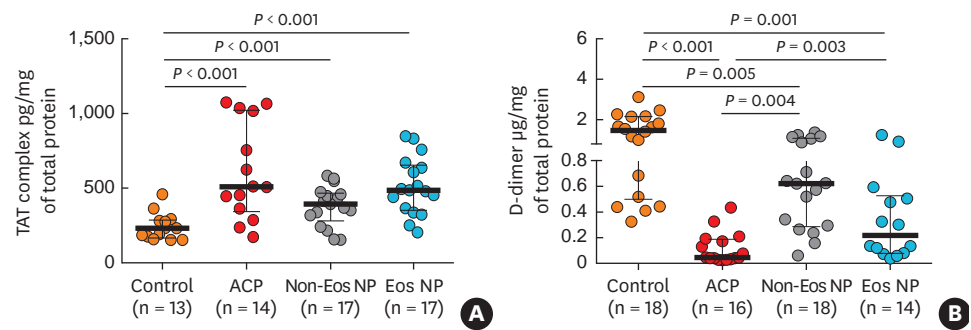 TAT complex pg/mg
of total protein
1,500
1,000
500
0
P < 0.001
P < 0.001
P < 0.001
Control
(n = 13)
ACP
(n = 14)
Non-Eos NP
(n = 17)
Eos NP
(n = 17)
A
D-dimer µg/mg
of total protein
6
4
2
0.8
0.6
0.4
0.2
0
P = 0.001
P < 0.001
P = 0.003
P = 0.005
P = 0.004
Control
(n = 18)
ACP
(n = 16)
Non-Eos NP
(n = 18)
Eos NP
(n = 14)
B